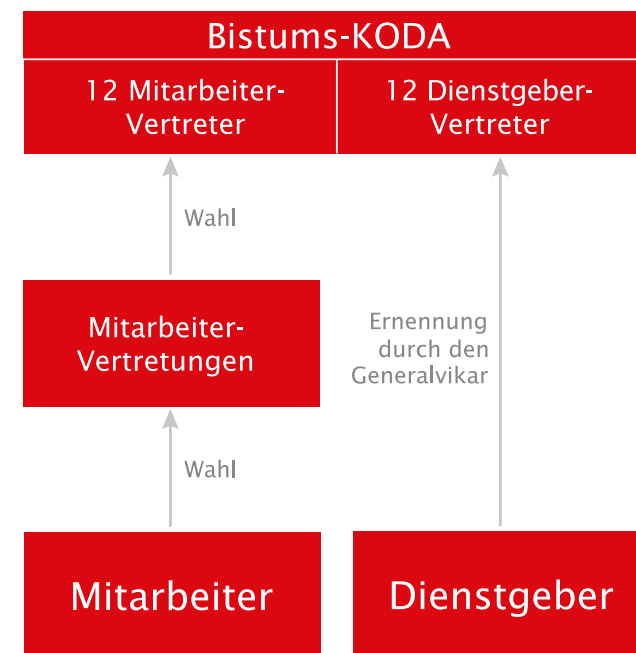 Bistums-KODA
12 Mitarbeiter-
Vertreter
12 Dienstgeber-
Vertreter
Wahl
Mitarbeiter-
Vertretungen
Ernennung
durch den
Generalvikar
Wahl
Mitarbeiter
Dienstgeber